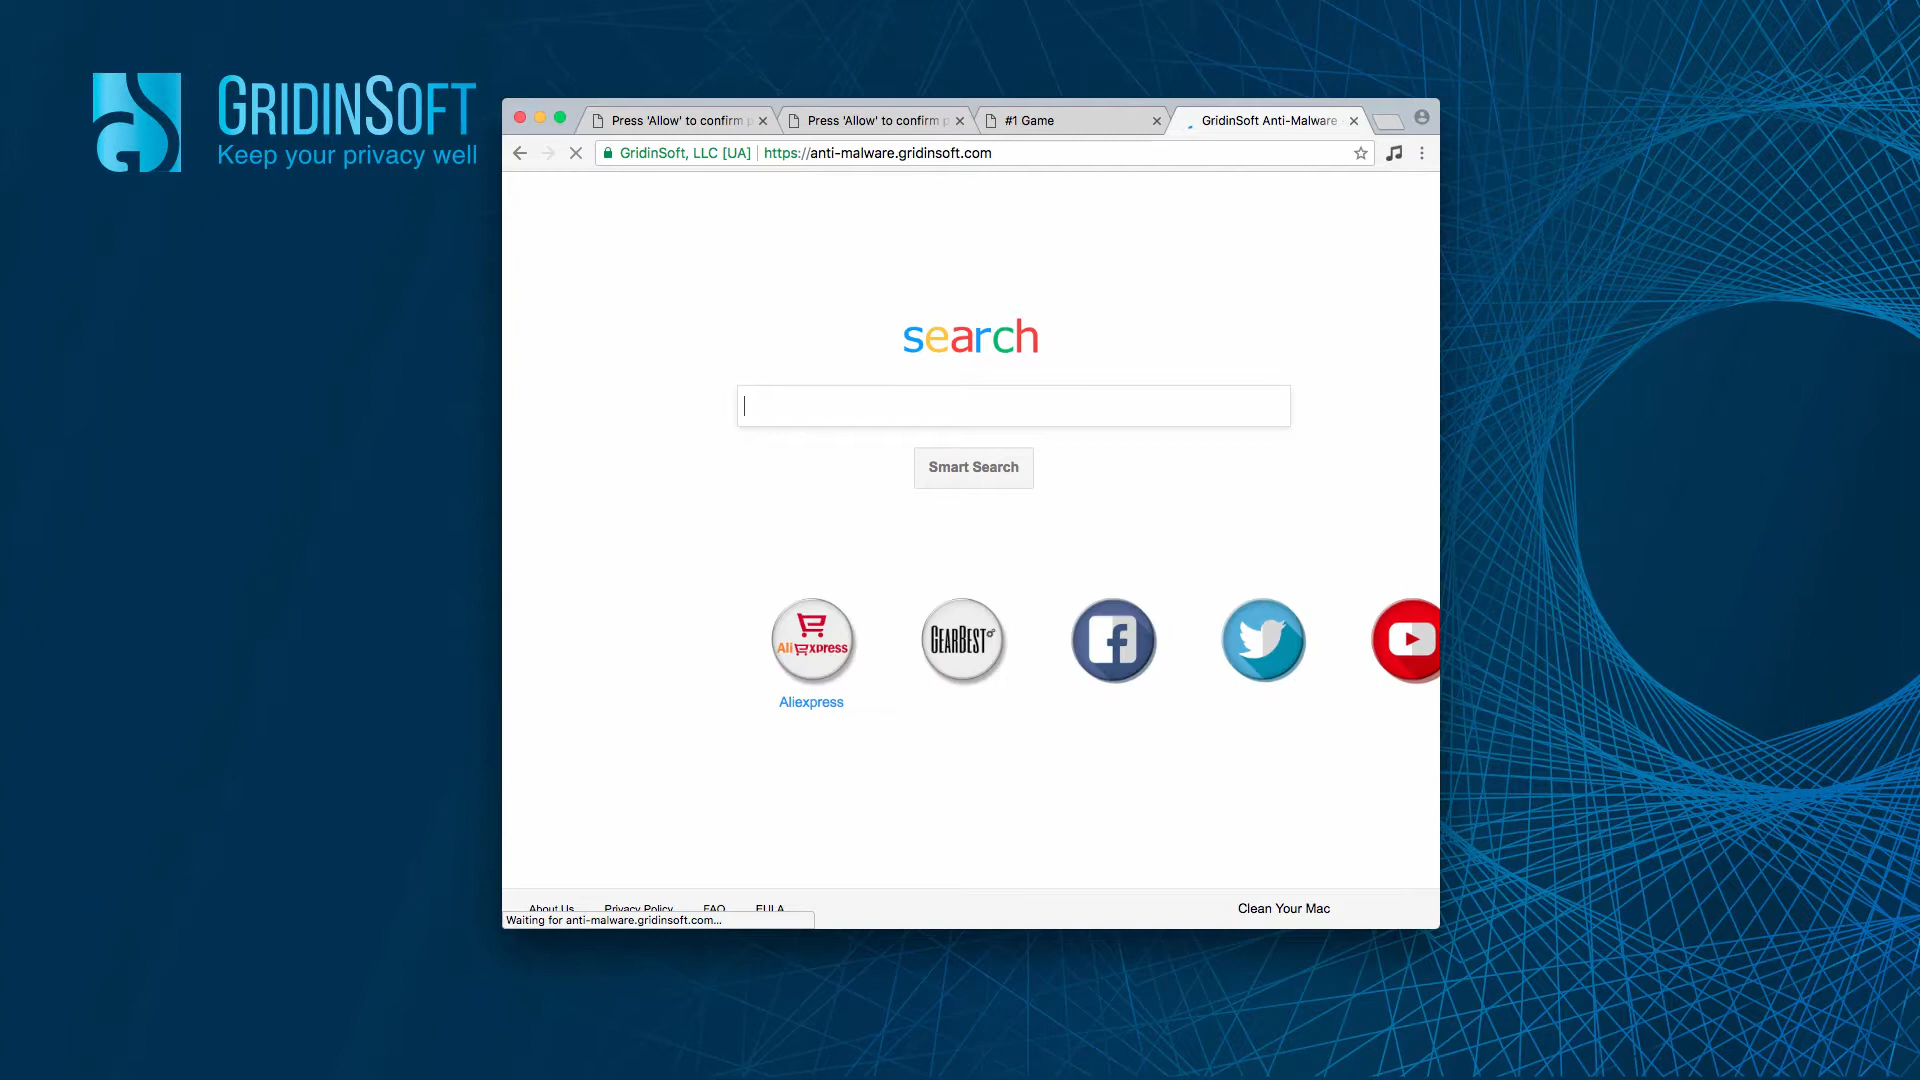 GRIDINSOFT
Keep your privacy well
Press 'Allow' to confirm
Press 'Allow' to confirm
#1 Game
GridinSoft Anti-Malware
GridinSoft, LLC [UA]
https://anti-malware.gridinsoft.com
search
Smart Search
AliExpress
GEARBEST
Aliexpress
About Us
Privacy Policy
FAQ
EULA
Clean Your Mac
Waiting for anti-malware.gridinsoft.com...